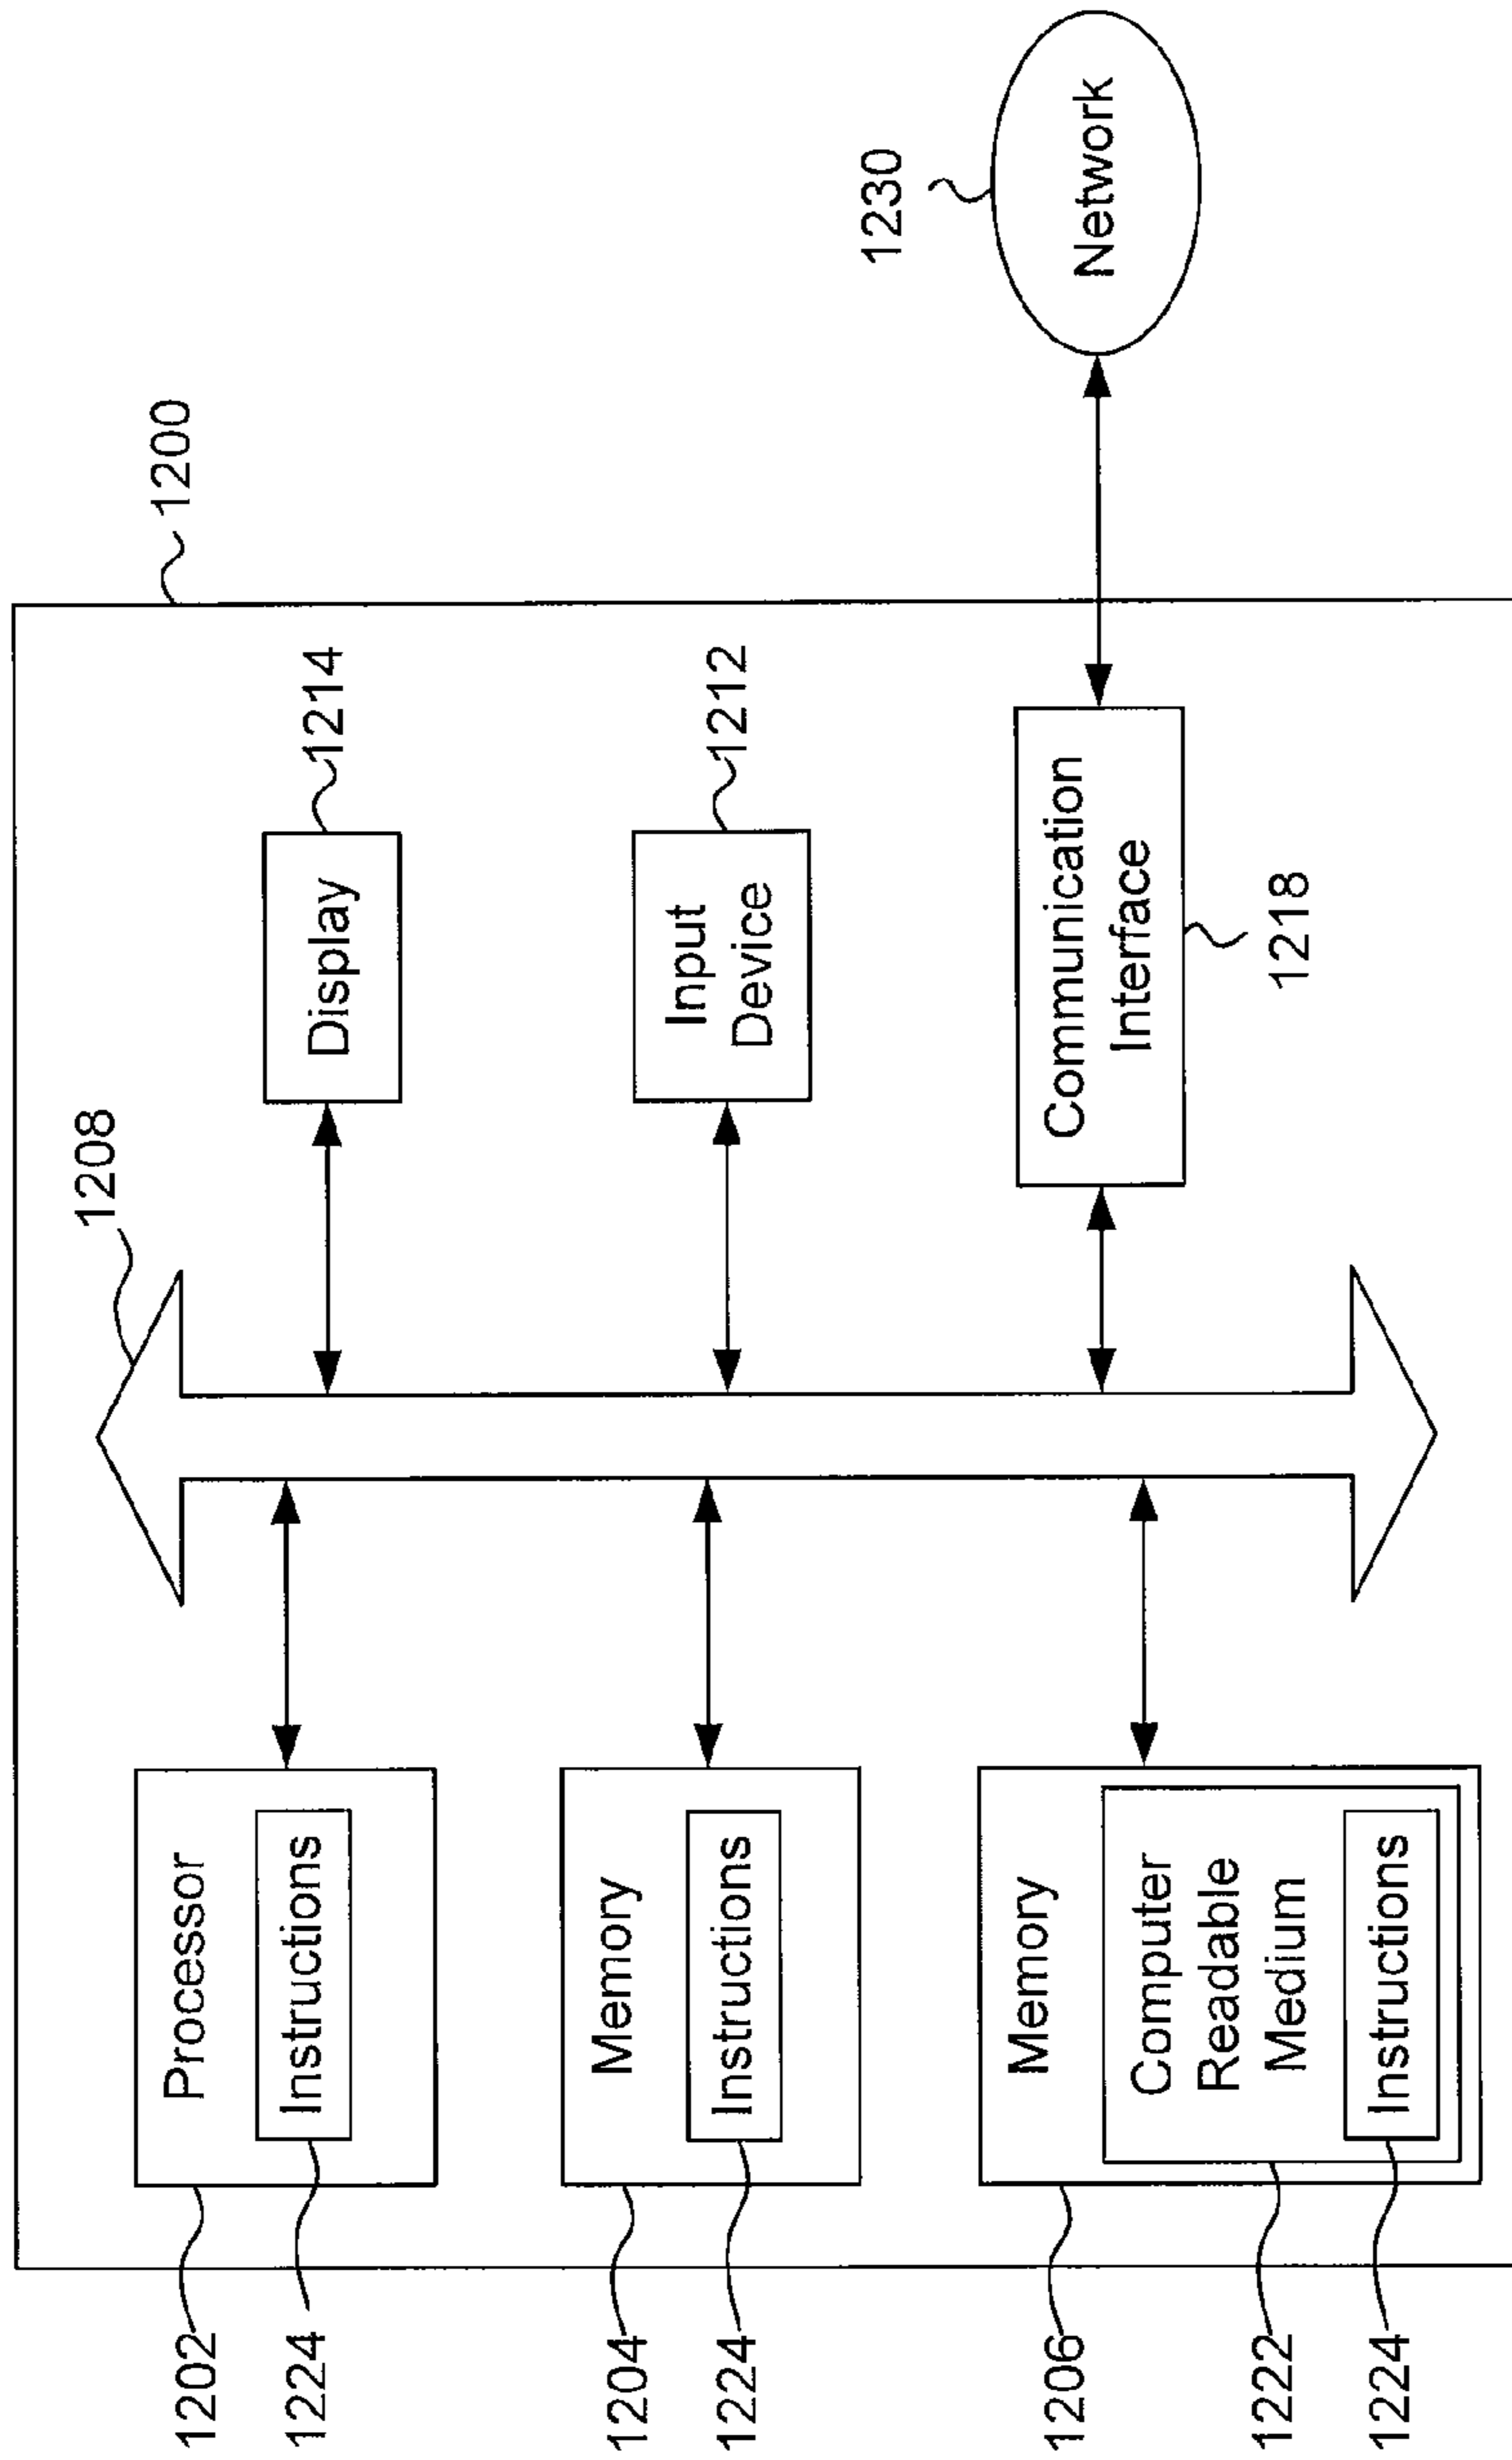 1202
Processor
1224
Instructions
1204
Memory
1224
Instructions
1206
Memory
1222
Computer
Readable
Medium
1224
Instructions
1208
1200
Display
1214
Input
Device
1212
Communication
Interface
1218
1230
Network